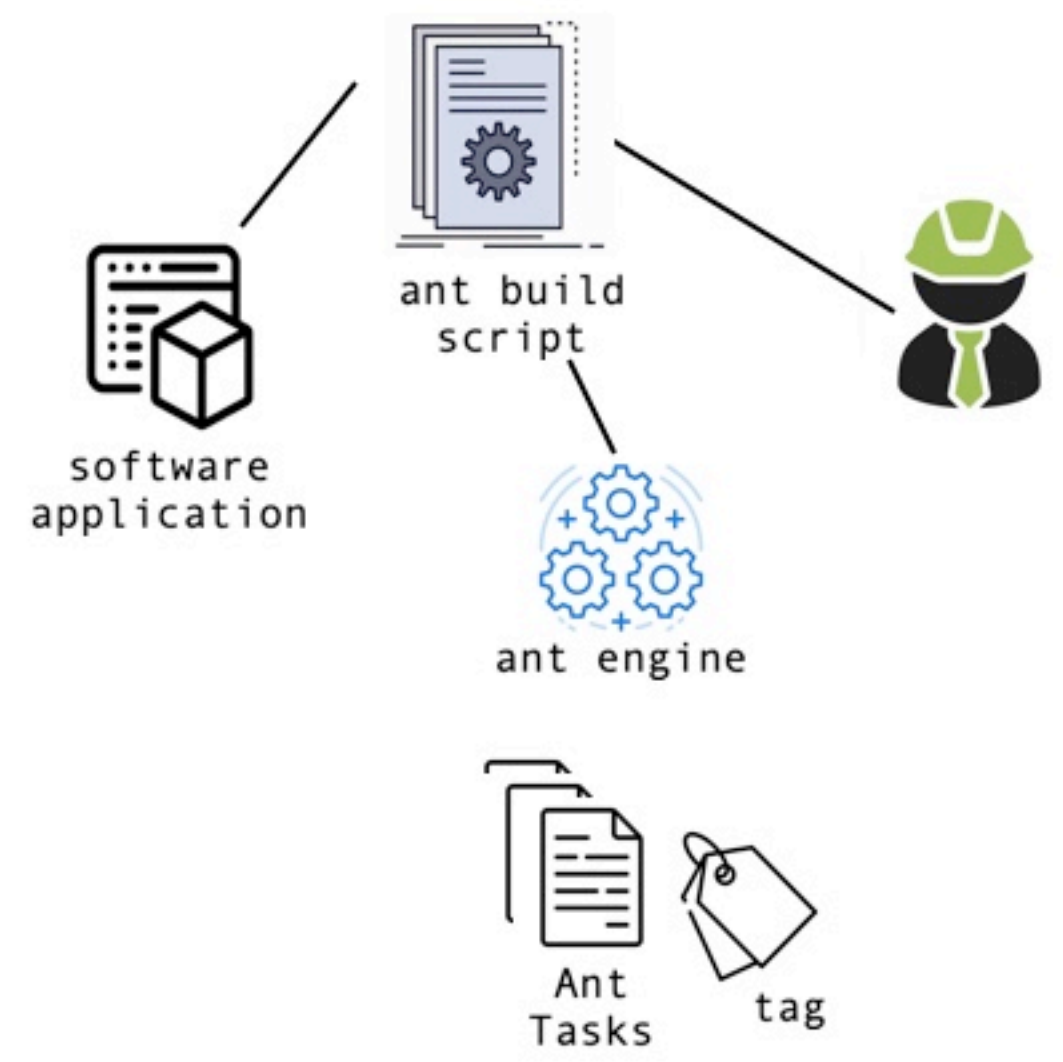 ant build
script
software
application
ant engine
Ant
Tasks
tag